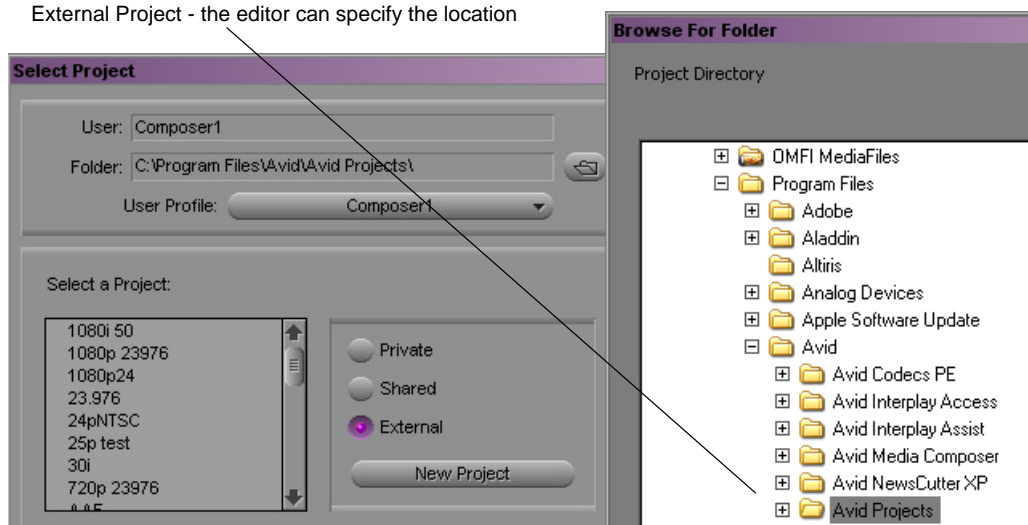 External Project - the editor can specify the location
Select Project
User: Composer1
Folder: C:\Program Files\Avid\Avid Projects\
User Profile: Composer1
Select a Project:
1080i 50
1080p 23976
1080p24
23.976
24pNTSC
25p test
30i
720p 23976
Private
Shared
External
New Project
Browse For Folder
Project Directory
OMFI MediaFiles
Program Files
Adobe
Aladdin
Altiris
Analog Devices
Apple Software Update
Avid
Avid Codecs PE
Avid Interplay Access
Avid Interplay Assist
Avid Media Composer
Avid NewsCutter XP
Avid Projects